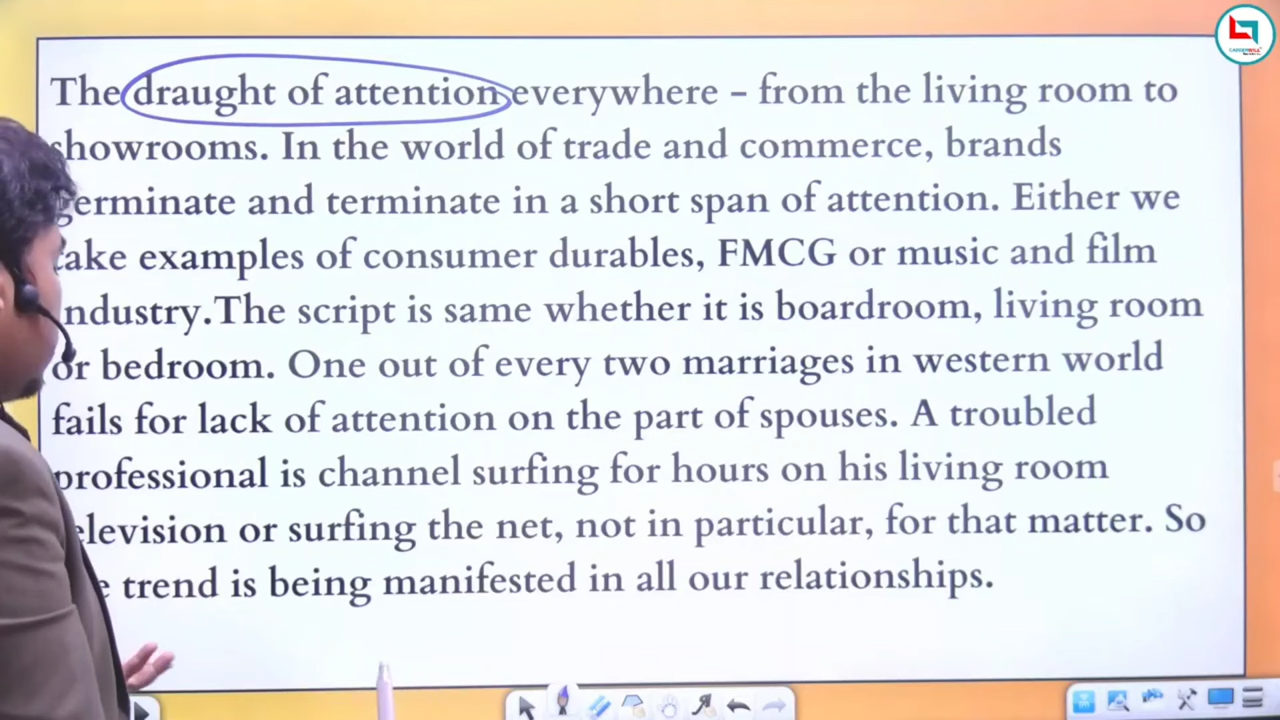 The draught of attention everywhere – from the living room to
showrooms. In the world of trade and commerce, brands
germinate and terminate in a short span of attention. Either we
take examples of consumer durables, FMCG or music and film
industry.The script is same whether it is boardroom, living room
or bedroom. One out of every two marriages in western world
fails for lack of attention on the part of spouses. A troubled
professional is channel surfing for hours on his living room
television or surfing the net, not in particular, for that matter. So
trend is being manifested in all our relationships.
CAREERWILL